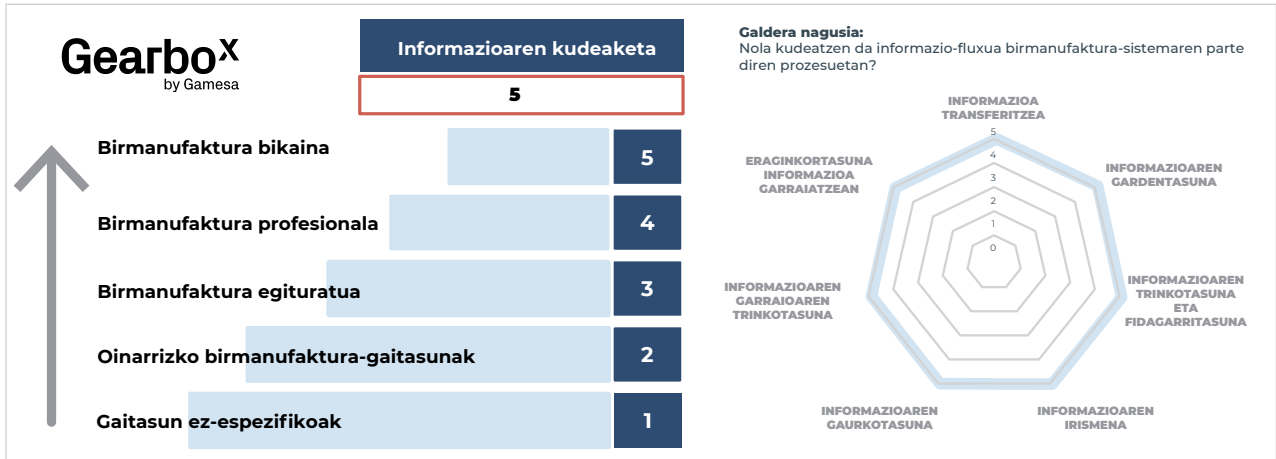 Gearbox
by Gamesa
Informazioaren kudeaketa
5
Birmanufaktura bikaina
5
Birmanufaktura profesionala
4
Birmanufaktura egituratua
3
Oinarrizko birmanufaktura-gaitasunak
2
Gaitasun ez-espezifikoak
1
Galdera nagusia:
Nola kudeatzen da informazio-fluxua birmanufaktura-sistemaren parte
diren prozesuetan?
INFORMAZIOA
TRANSFERITZEA
INFORMAZIOAREN
GARDENTASUNA
INFORMAZIOAREN
TRINKOTASUNA
ETA
FIDAGARRITASUNA
INFORMAZIOAREN
IRISMENA
INFORMAZIOAREN
GAURKOTASUNA
INFORMAZIOAREN
GARRAIOAREN
TRINKOTASUNA
ERAGINKORTASUNA
INFORMAZIOA
GARRAIATZEAN
5
4
3
2
1
0